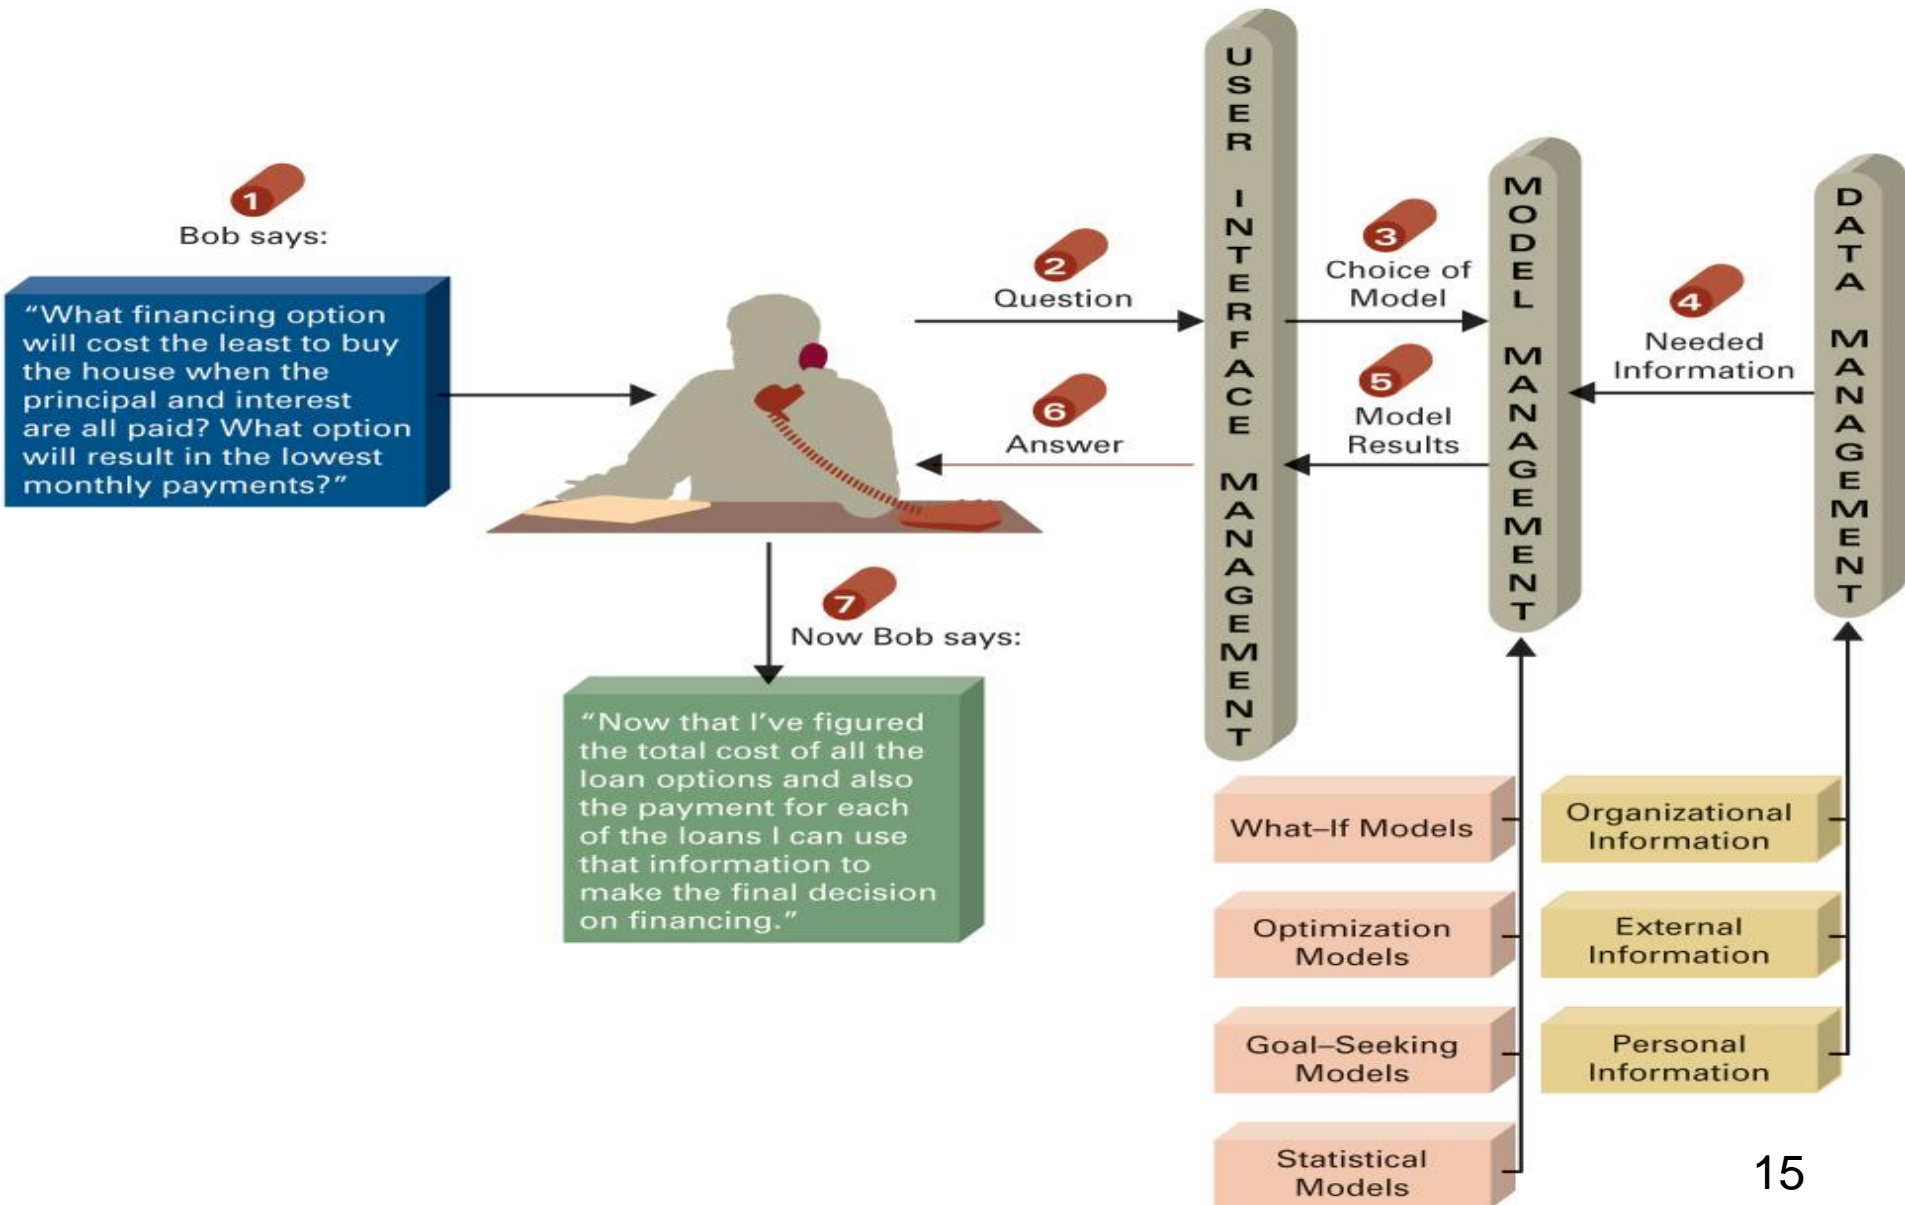 1
Bob says:
“What financing option
will cost the least to buy
the house when the
principal and interest
are all paid? What option
will result in the lowest
monthly payments?”
2
Question
USER INTERFACE MANAGEMENT
3
Choice of
Model
MODEL MANAGEMENT
4
Needed
Information
DATA MANAGEMENT
5
Model
Results
6
Answer
7
Now Bob says:
“Now that I’ve figured
the total cost of all the
loan options and also
the payment for each
of the loans I can use
that information to
make the final decision
on financing.”
What–If Models
Optimization
Models
Goal–Seeking
Models
Statistical
Models
Organizational
Information
External
Information
Personal
Information
15